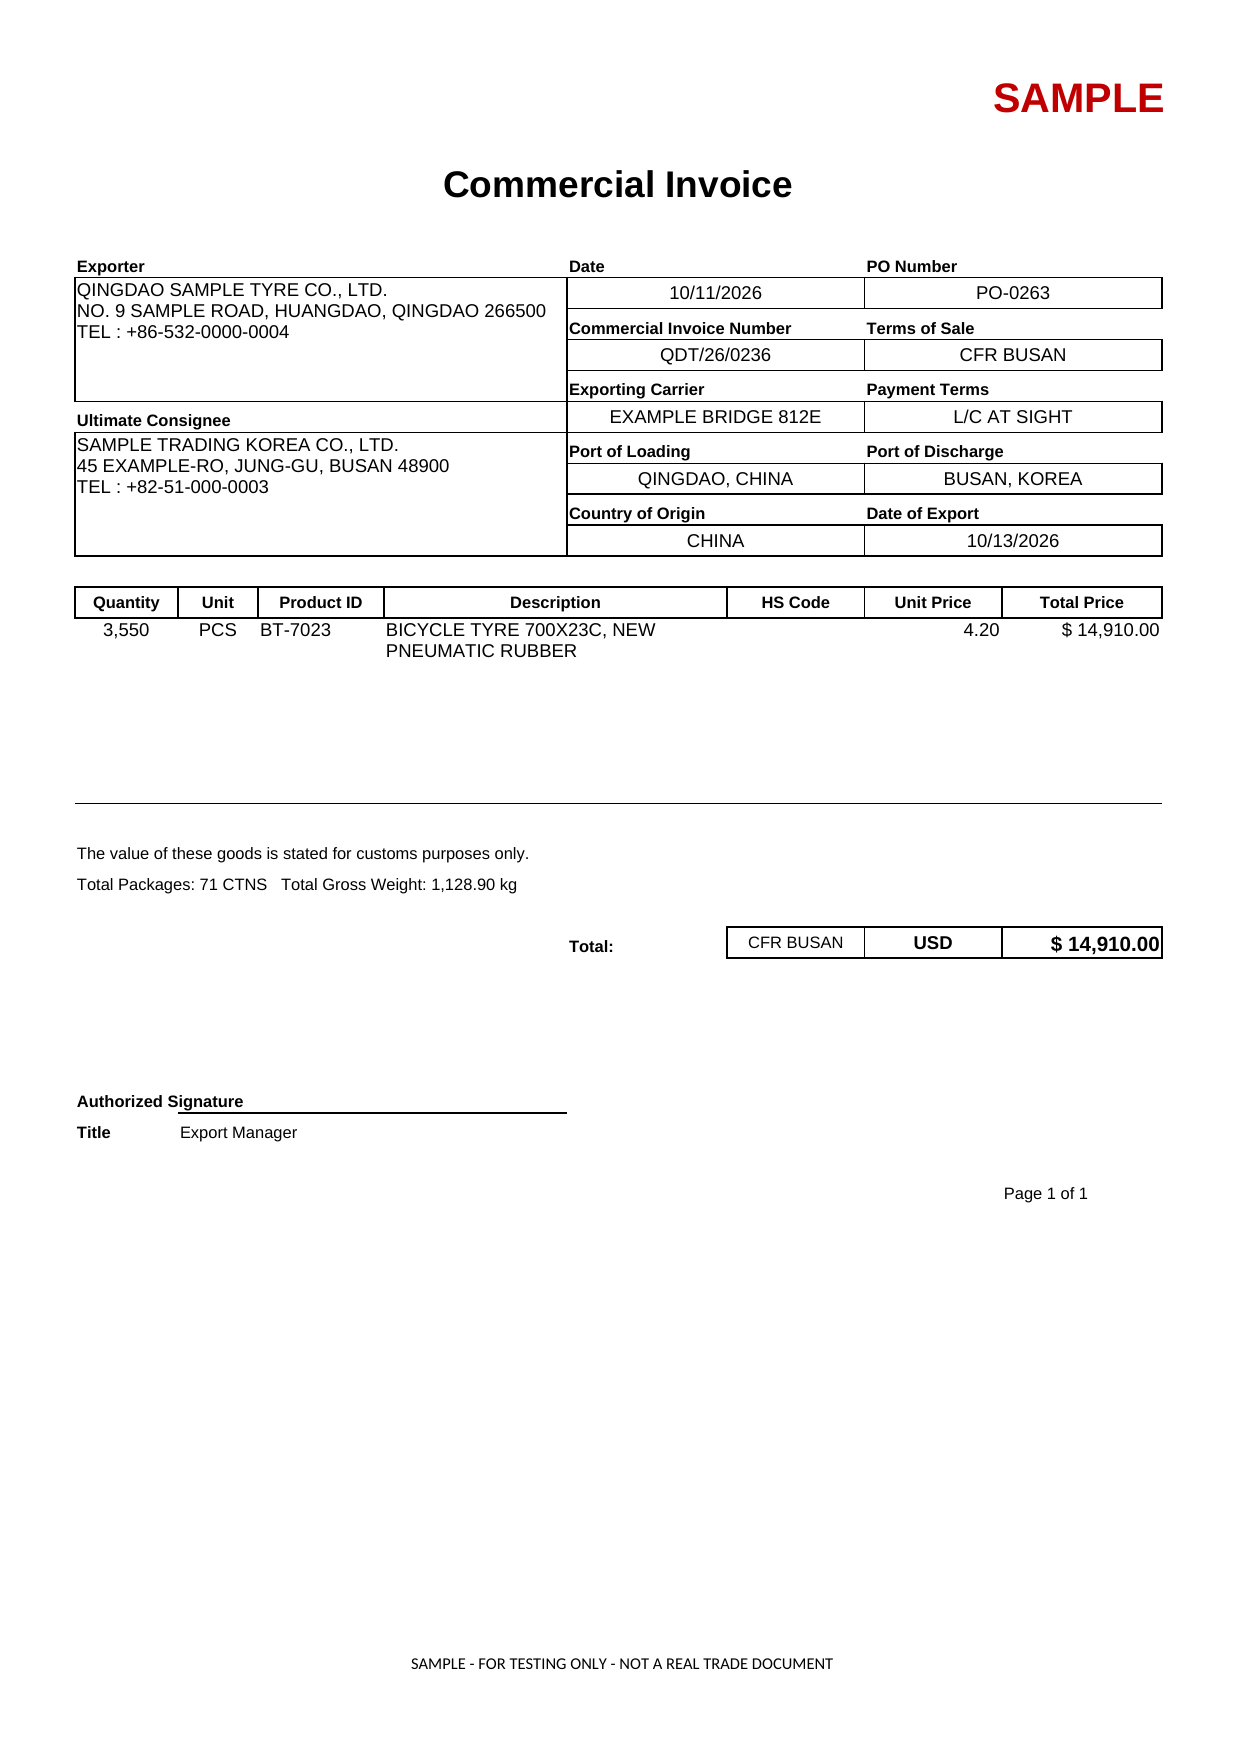 SAMPLE
Commercial Invoice
Exporter
QINGDAO SAMPLE TYRE CO., LTD.
NO. 9 SAMPLE ROAD, HUANGDAO, QINGDAO 266500
TEL : +86-532-0000-0004
Ultimate Consignee
SAMPLE TRADING KOREA CO., LTD.
45 EXAMPLE-RO, JUNG-GU, BUSAN 48900
TEL : +82-51-000-0003
Date PO Number
10/11/2026 PO-0263
Commercial Invoice Number Terms of Sale
QDT/26/0236 CFR BUSAN
Exporting Carrier Payment Terms
EXAMPLE BRIDGE 812E L/C AT SIGHT
Port of Loading Port of Discharge
QINGDAO, CHINA BUSAN, KOREA
Country of Origin Date of Export
CHINA 10/13/2026
Quantity Unit Product ID Description HS Code Unit Price Total Price
3,550 PCS BT-7023 BICYCLE TYRE 700X23C, NEW 4.20 $ 14,910.00
PNEUMATIC RUBBER
The value of these goods is stated for customs purposes only.
Total Packages: 71 CTNS Total Gross Weight: 1,128.90 kg
Total: CFR BUSAN USD $ 14,910.00
Authorized Signature
Title Export Manager
Page 1 of 1
SAMPLE - FOR TESTING ONLY - NOT A REAL TRADE DOCUMENT